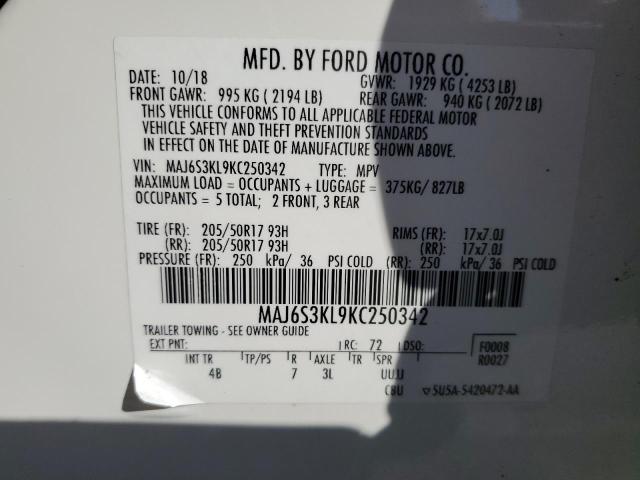 MFD. BY FORD MOTOR CO.
DATE: 10/18 GVWR: 1929 KG ( 4253 LB)
FRONT GAWR: 995 KG ( 2194 LB) REAR GAWR: 940 KG ( 2072 LB)
THIS VEHICLE CONFORMS TO ALL APPLICABLE FEDERAL MOTOR
VEHICLE SAFETY AND THEFT PREVENTION STANDARDS
IN EFFECT ON THE DATE OF MANUFACTURE SHOWN ABOVE.
VIN: MAJ6S3KL9KC250342 TYPE: MPV
MAXIMUM LOAD = OCCUPANTS + LUGGAGE = 375KG/ 827LB
OCCUPANTS = 5 TOTAL; 2 FRONT, 3 REAR
TIRE (FR): 205/50R17 93H RIMS (FR): 17x7.0J
(RR): 205/50R17 93H (RR): 17x7.0J
PRESSURE (FR): 250 kPa/ 36 PSI COLD (RR): 250 kPa/ 36 PSI COLD
MAJ6S3KL9KC250342
TRAILER TOWING - SEE OWNER GUIDE
EXT PNT: RC: 72 DSO: F0008
R0027
INT TR TP/PS R AXLE TR SPR
4B 7 3L UUJJ
CBU 5U5A-5420472-AA